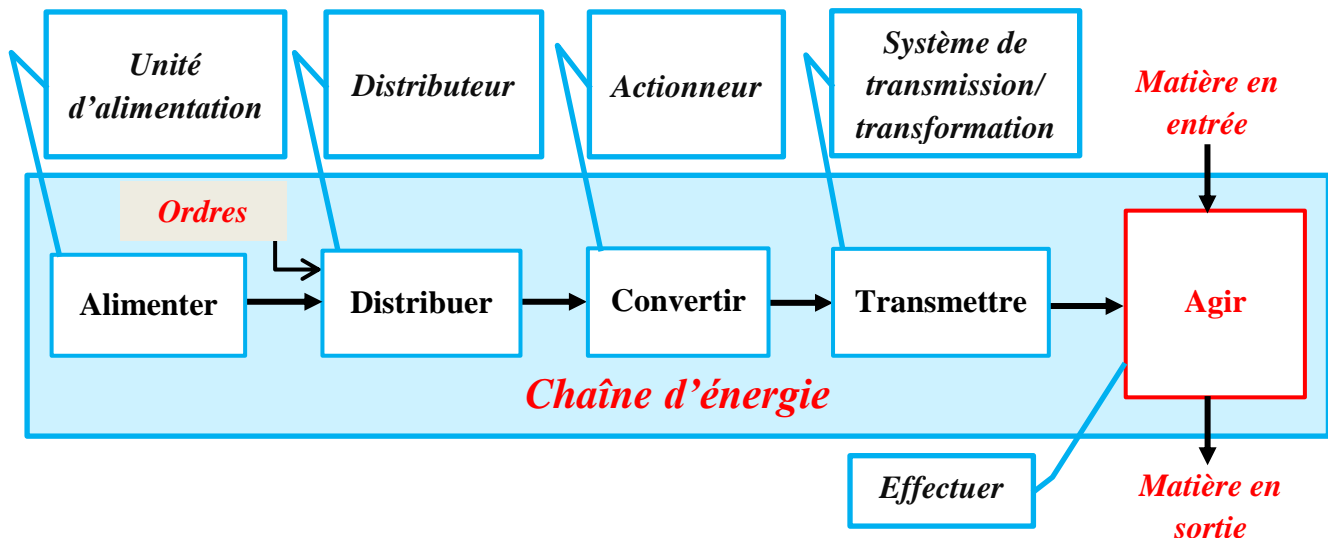 Unité
d’alimentation
Distributeur
Actionneur
Système de
transmission/
transformation
Matière en
entrée
Ordres
Alimenter
Distribuer
Convertir
Transmettre
Agir
Chaîne d’énergie
Effectuer
Matière en
sortie